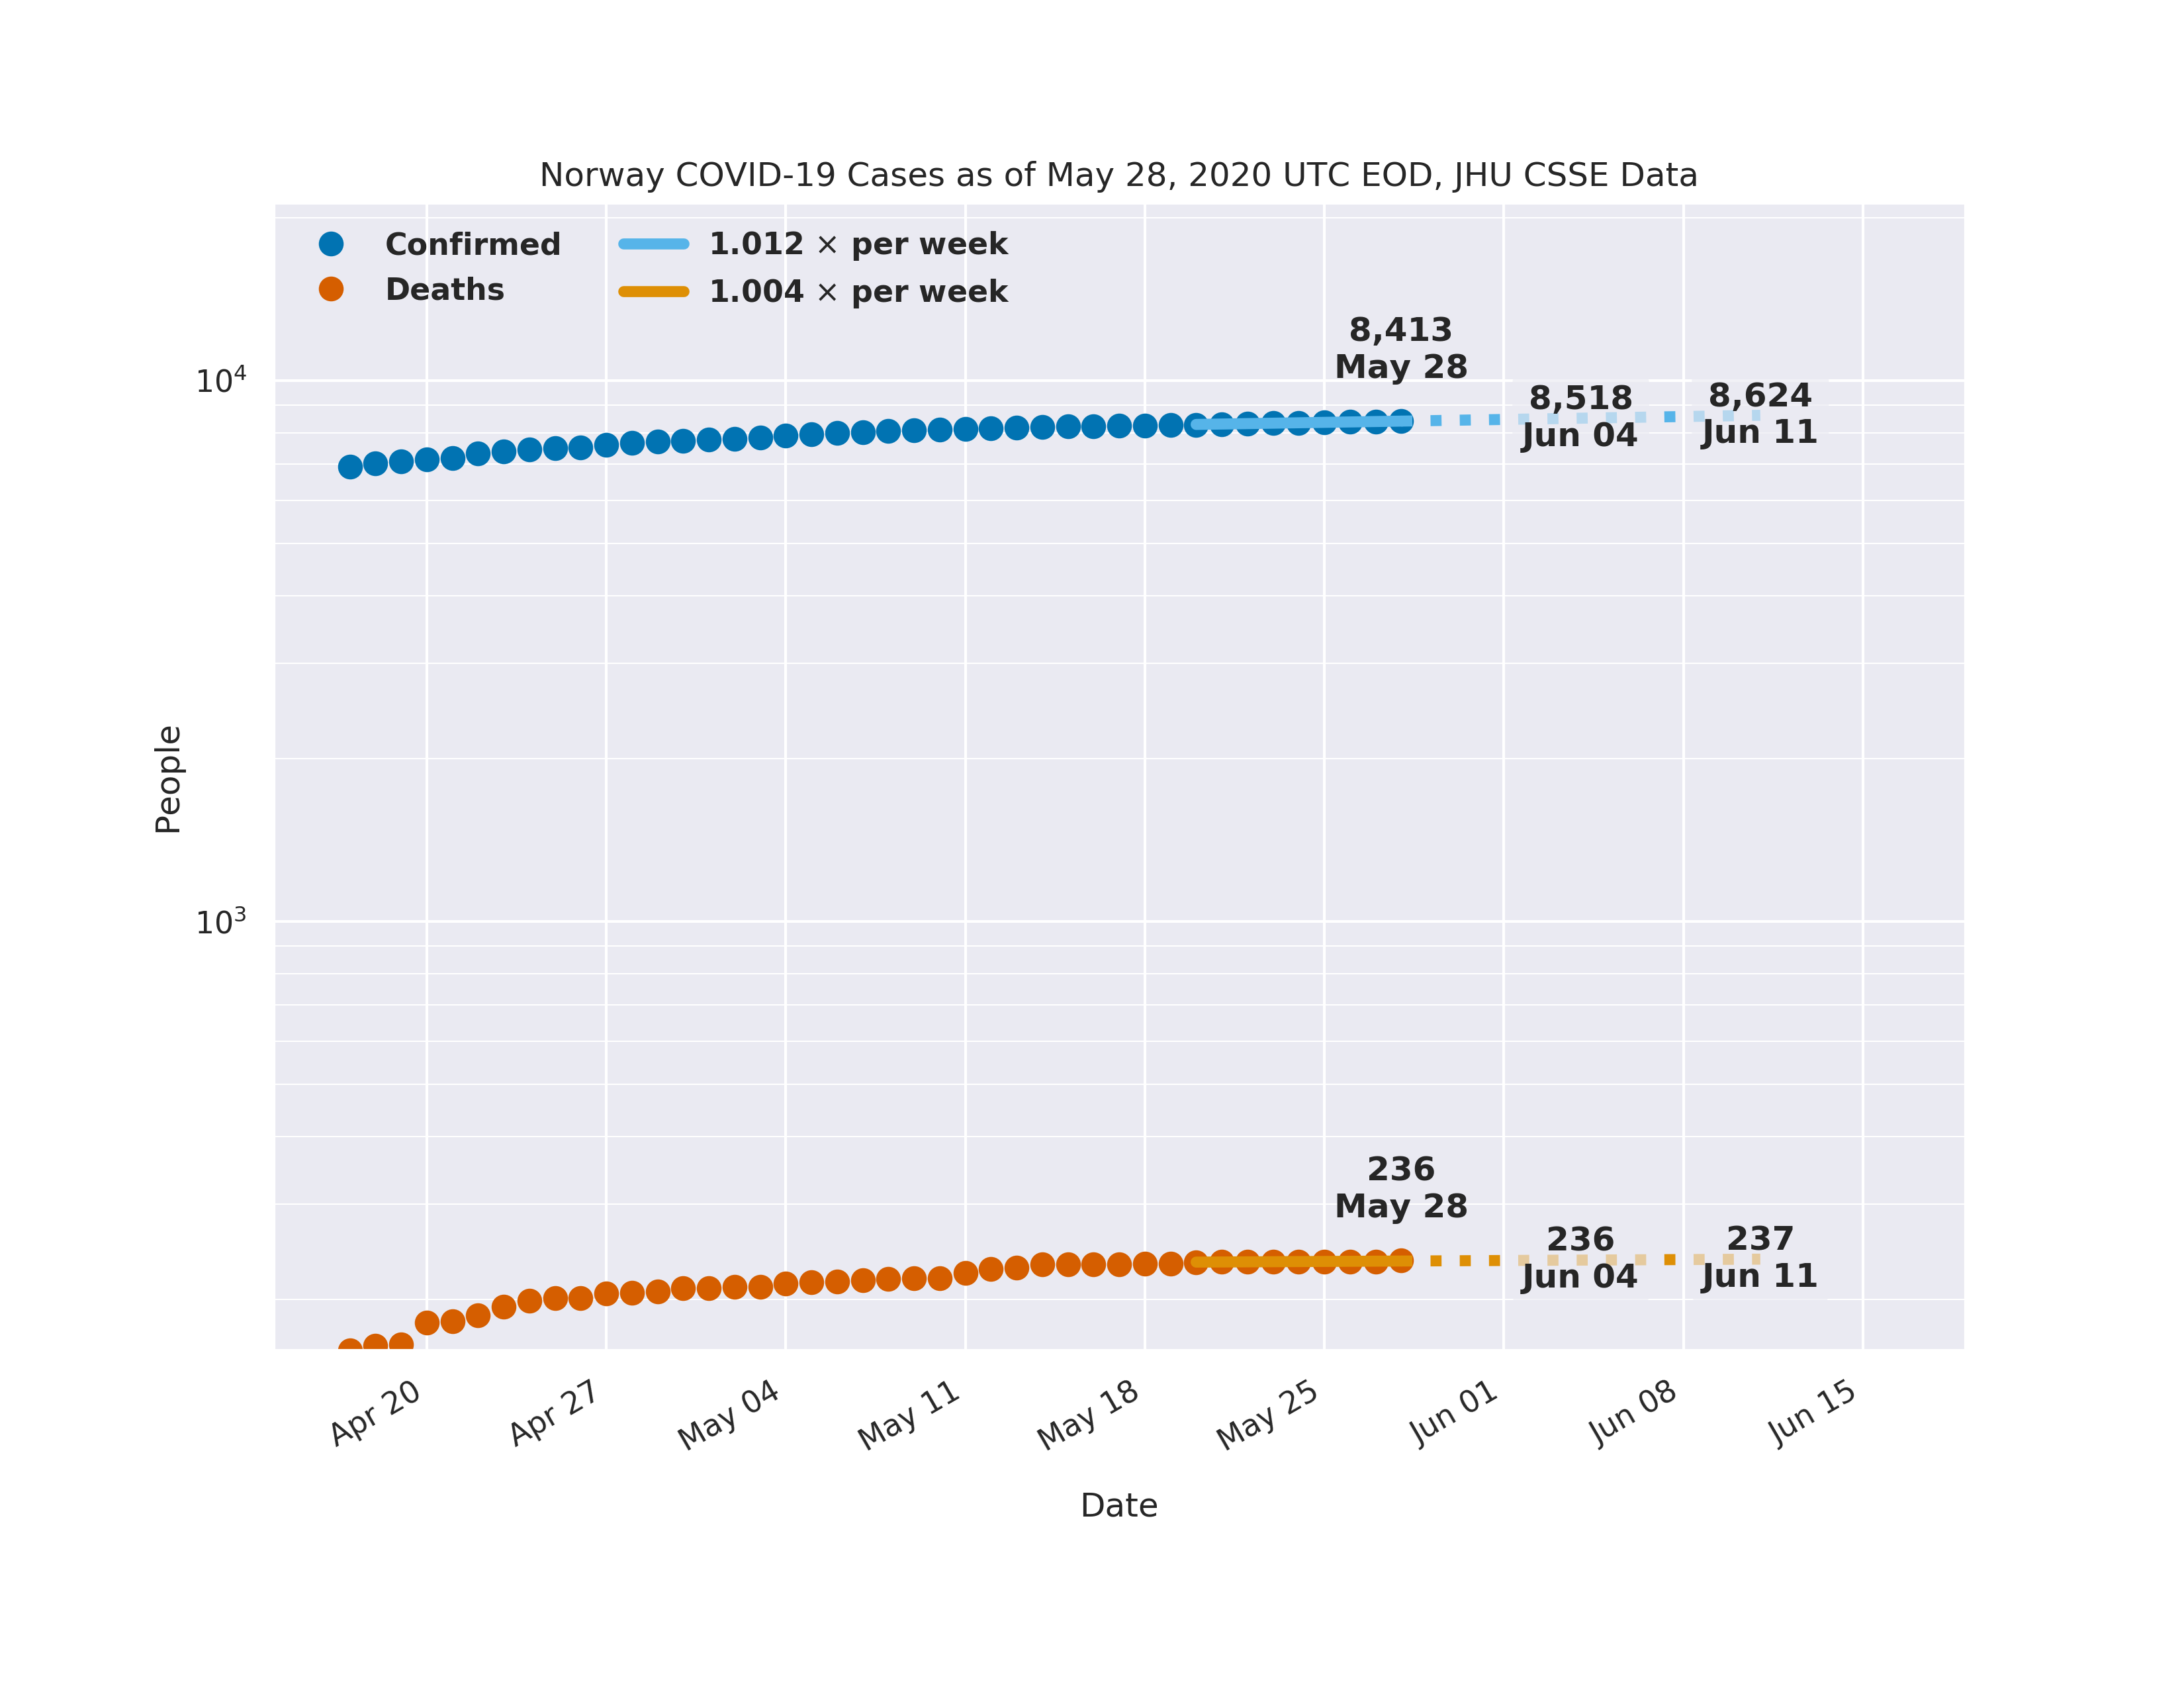 Norway COVID-19 Cases as of May 28, 2020 UTC EOD, JHU CSSE Data
Confirmed
Deaths
1.012 × per week
1.004 × per week
8,413
May 28
8,518
Jun 04
8,624
Jun 11
10⁴
10³
People
236
May 28
236
Jun 04
237
Jun 11
Apr 20
Apr 27
May 04
May 11
May 18
May 25
Jun 01
Jun 08
Jun 15
Date